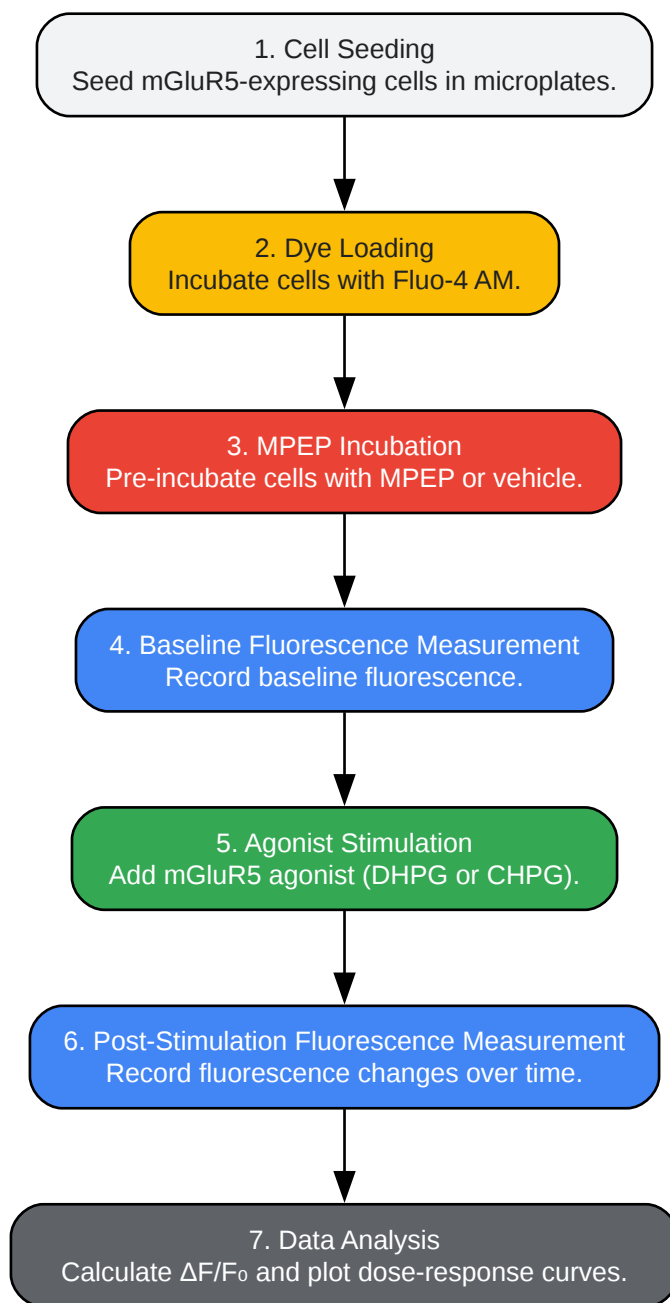 1. Cell Seeding
Seed mGluR5-expressing cells in microplates.
2. Dye Loading
Incubate cells with Fluo-4 AM.
3. MPEP Incubation
Pre-incubate cells with MPEP or vehicle.
4. Baseline Fluorescence Measurement
Record baseline fluorescence.
5. Agonist Stimulation
Add mGluR5 agonist (DHPG or CHPG).
6. Post-Stimulation Fluorescence Measurement
Record fluorescence changes over time.
7. Data Analysis
Calculate ΔF/F₀ and plot dose-response curves.